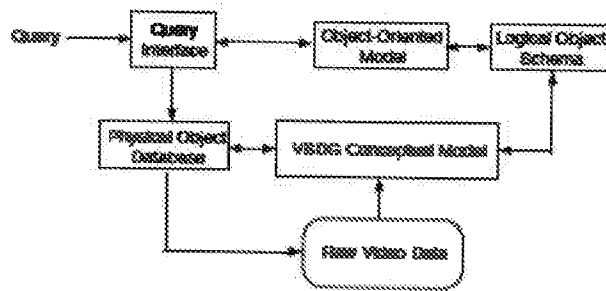 Query
Query
Interface
Object-Oriented
Model
Logical Object
Schema
Physical Object
Database
VSDG Conceptual Model
Raw Video Data